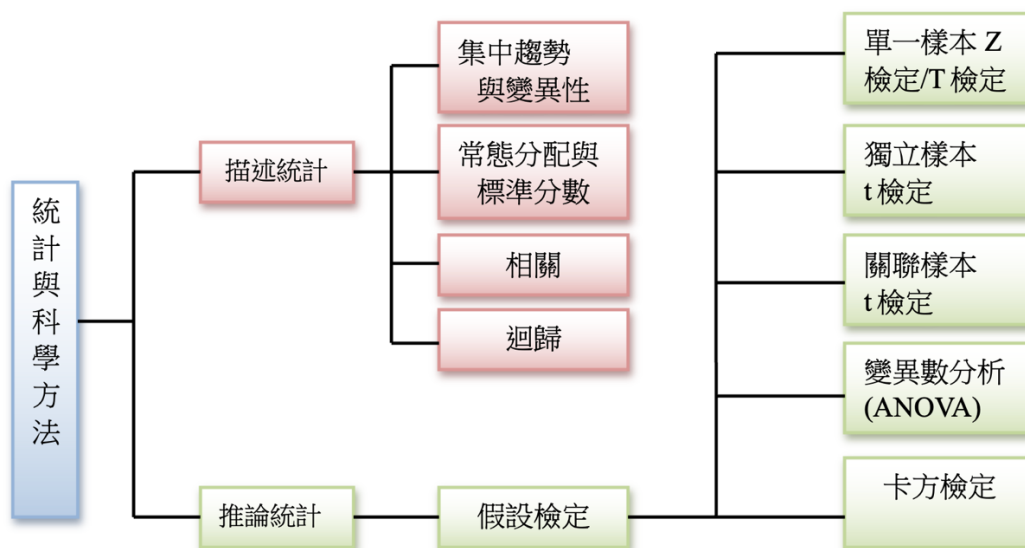 統計與科學方法
描述統計
集中趨勢
與變異性
常態分配與
標準分數
相關
迴歸
推論統計
假設檢定
單一樣本 Z
檢定/T 檢定
獨立樣本
t 檢定
關聯樣本
t 檢定
變異數分析
(ANOVA)
卡方檢定